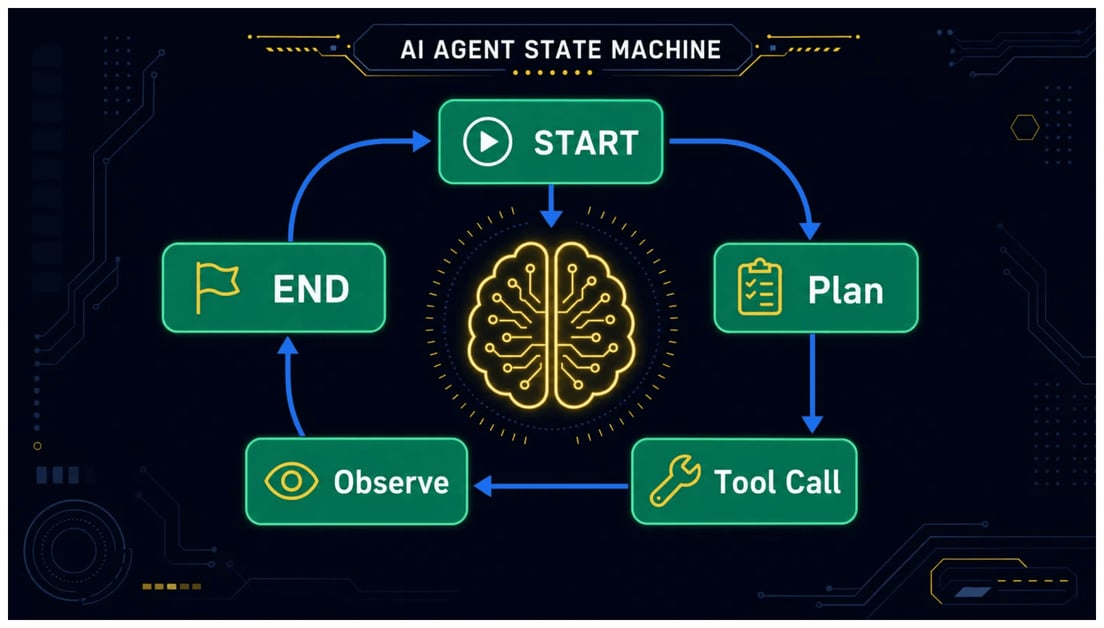 AI AGENT STATE MACHINE
START
END
Plan
Observe
Tool Call